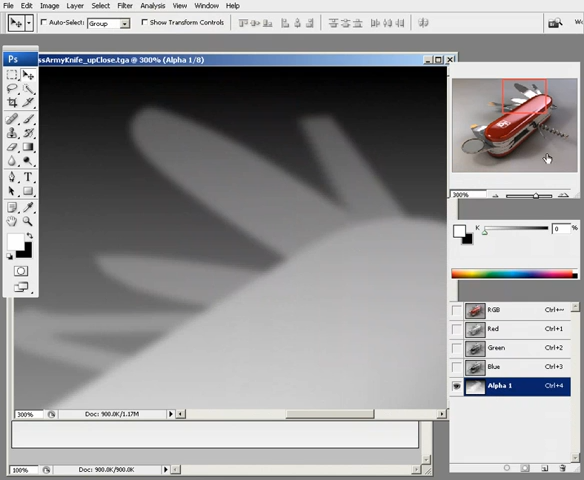 File Edit Image Layer Select Filter Analysis View Window Help
Auto-Select: Group Show Transform Controls
Ps
ssArmyKnife_upClose.tga @ 300% (Alpha 1/8)
T
300%
K 0 %
RGB Ctrl+~
Red Ctrl+1
Green Ctrl+2
Blue Ctrl+3
Alpha 1 Ctrl+4
300% Doc: 900.0K/1.17M
300% Doc: 900.0K/900.0K